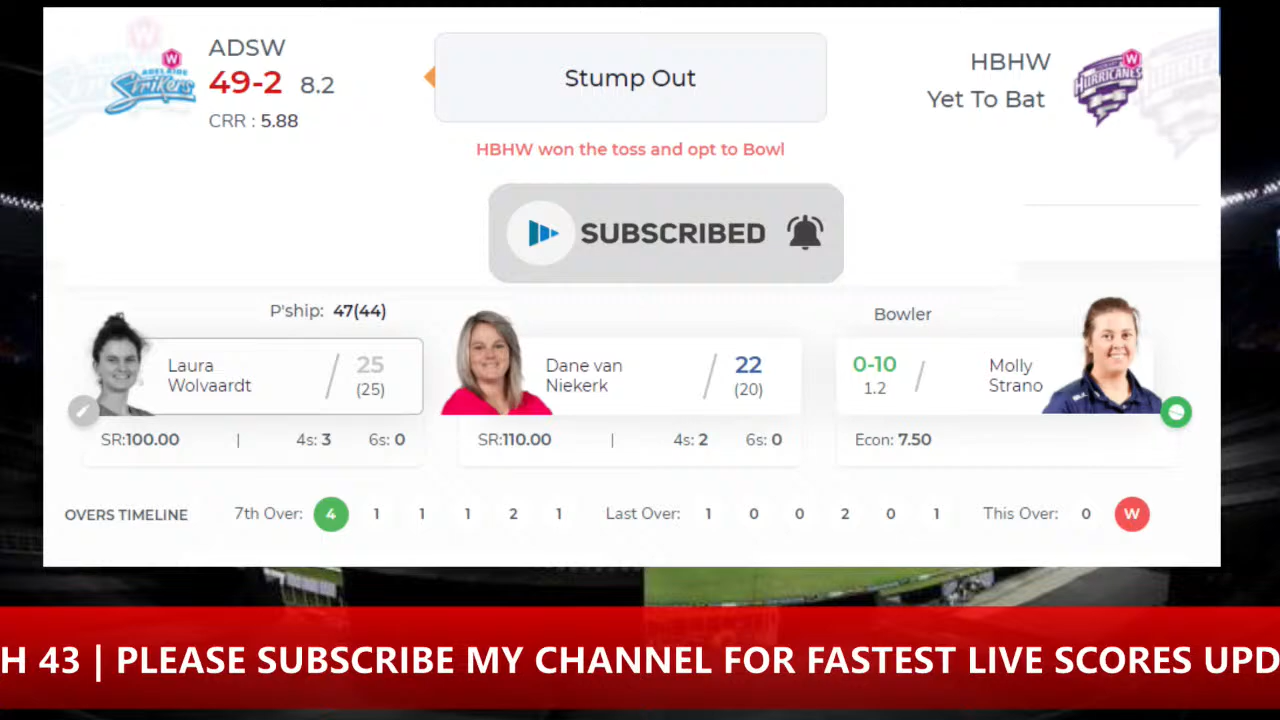 ADSW
49-2 8.2
CRR : 5.88
W
ADELAIDE
Strikers
Stump Out
HBHW won the toss and opt to Bowl
HBHW
Yet To Bat
W
HURRICANES
SUBSCRIBED
P'ship: 47(44)
Laura
Wolvaardt
/
25
(25)
SR:100.00 | 4s: 3 6s: 0
Dane van
Niekerk
/
22
(20)
SR:110.00 | 4s: 2 6s: 0
Bowler
0-10
1.2
/
Molly
Strano
Econ: 7.50
OVERS TIMELINE 7th Over: 4 1 1 1 2 1 Last Over: 1 0 0 2 0 1 This Over: 0 W
H 43 | PLEASE SUBSCRIBE MY CHANNEL FOR FASTEST LIVE SCORES UPD